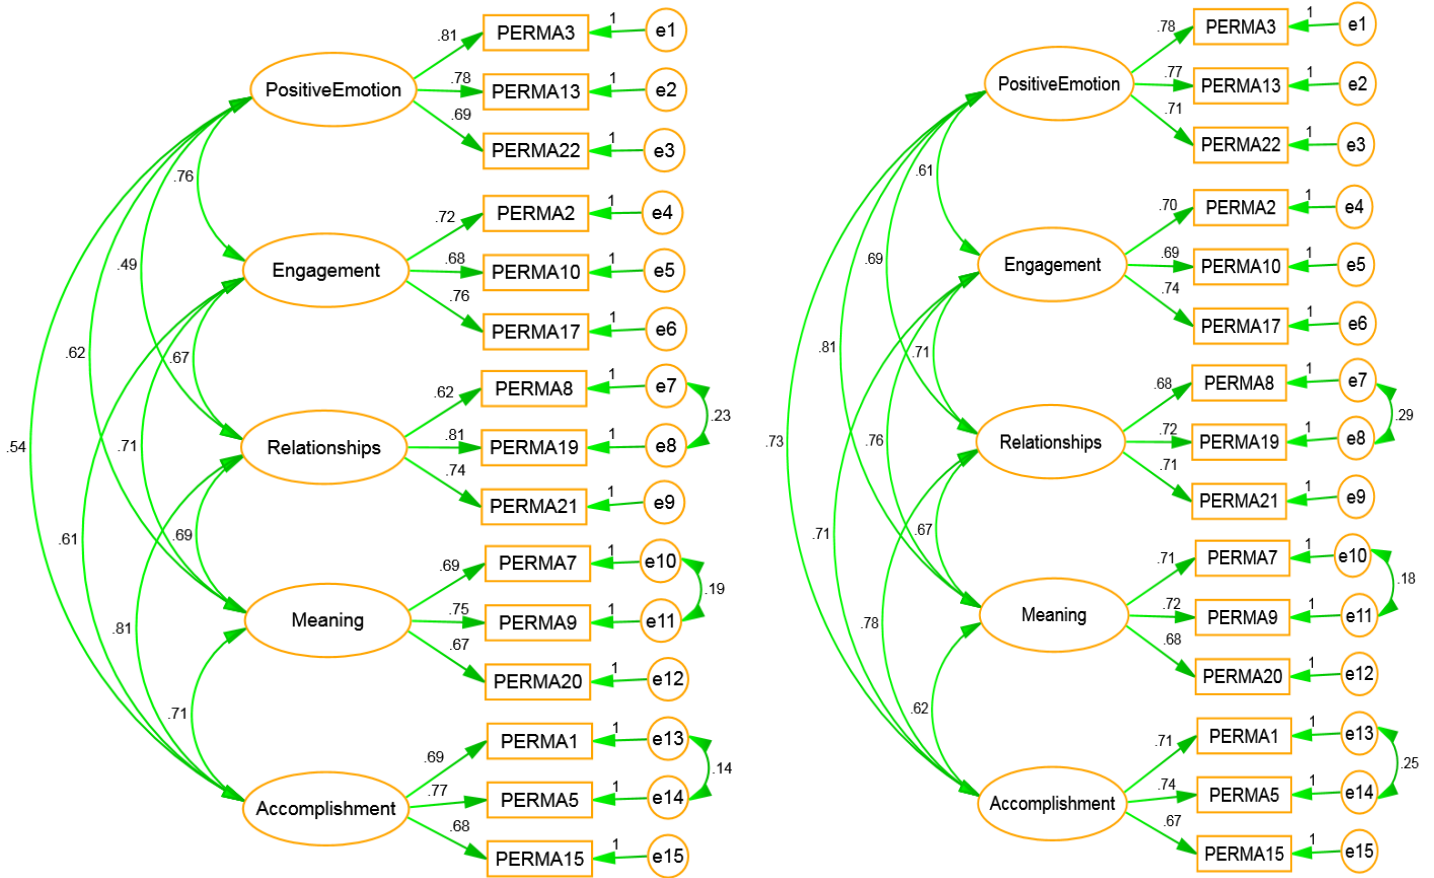 .81 PERMA3 1 e1
PositiveEmotion .78 PERMA13 1 e2
.69 PERMA22 1 e3
.76
.72 PERMA2 1 e4
.49 Engagement .68 PERMA10 1 e5
.76 PERMA17 1 e6
.62 .67
.62 PERMA8 1 e7
.23
.54 .71 Relationships .81 PERMA19 1 e8
.74 PERMA21 1 e9
.61 .69
.69 PERMA7 1 e10
.19
.81 Meaning .75 PERMA9 1 e11
.67 PERMA20 1 e12
.71
.69 PERMA1 1 e13
.14
Accomplishment .77 PERMA5 1 e14
.68 PERMA15 1 e15
.78 PERMA3 1 e1
PositiveEmotion .77 PERMA13 1 e2
.71 PERMA22 1 e3
.61
.70 PERMA2 1 e4
.69 Engagement .69 PERMA10 1 e5
.74 PERMA17 1 e6
.81 .71
.68 PERMA8 1 e7
.29
.73 .76 Relationships .72 PERMA19 1 e8
.71 PERMA21 1 e9
.71 .67
.71 PERMA7 1 e10
.18
.78 Meaning .72 PERMA9 1 e11
.68 PERMA20 1 e12
.62
.71 PERMA1 1 e13
.25
Accomplishment .74 PERMA5 1 e14
.67 PERMA15 1 e15